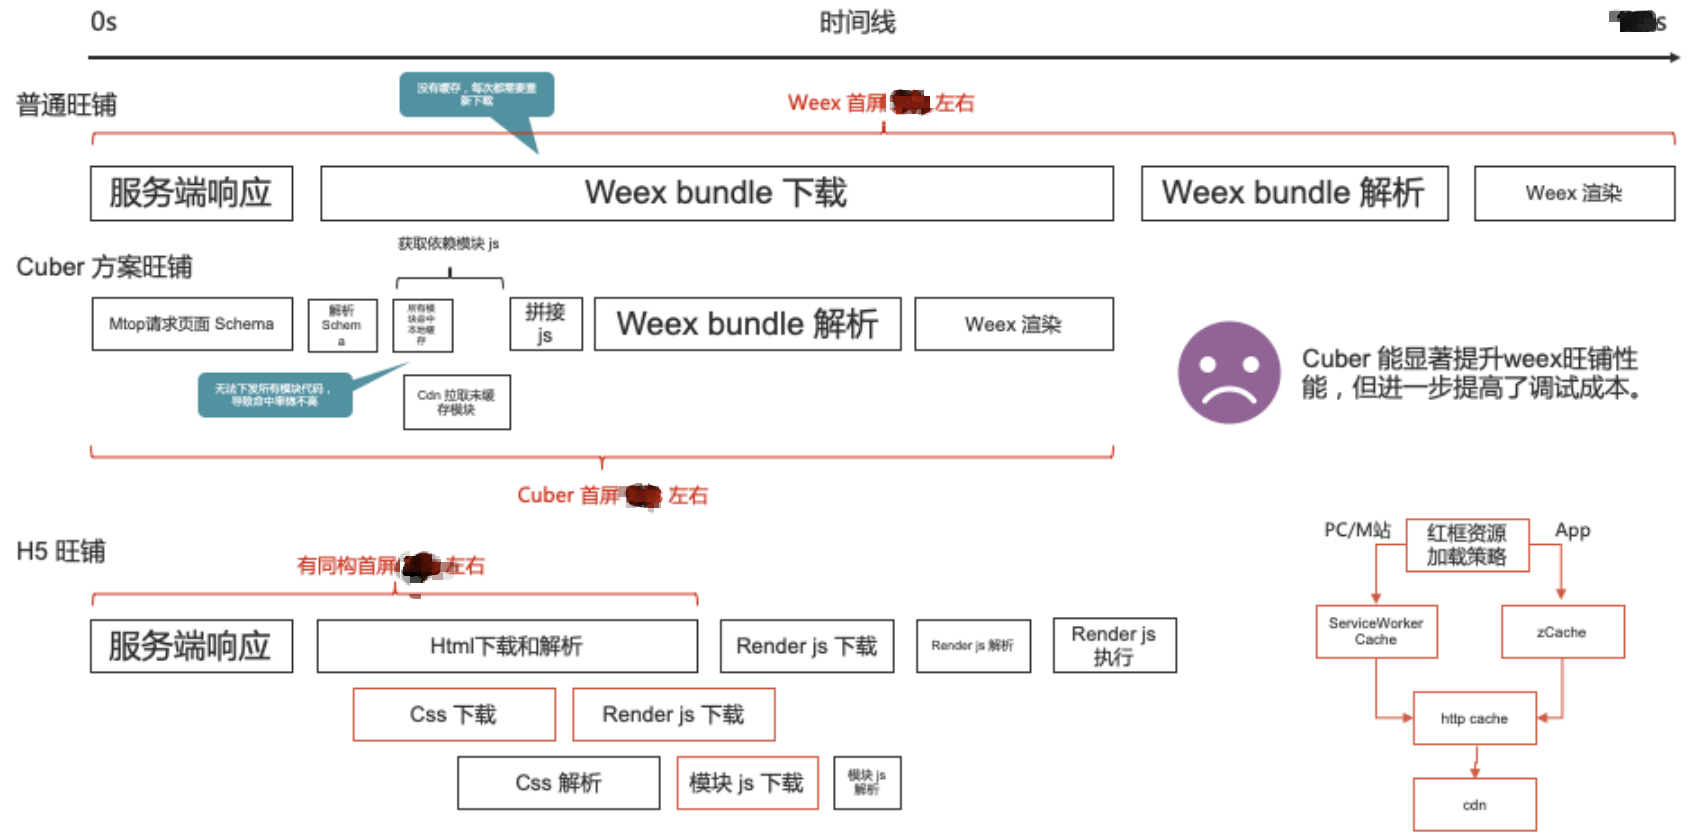 0s
时间线
s
普通旺铺
没有缓存，每次都需要重
新下载
Weex 首屏
左右
服务端响应
Weex bundle 下载
Weex bundle 解析
Weex 渲染
Cuber 方案旺铺
获取依赖模块 js
Mtop请求页面 Schema
解析
Schem
a
所有模
块命中
本地缓
存
拼接
js
Weex bundle 解析
Weex 渲染
无法下发所有模块代码，
导致命中率微不高
Cdn 拉取未缓
存模块
Cuber 能显著提升weex旺铺性
能，但进一步提高了调试成本。
Cuber 首屏
左右
H5 旺铺
有同构首屏
左右
服务端响应
Html下载和解析
Render js 下载
Render js 解析
Render js
执行
Css 下载
Render js 下载
Css 解析
模块 js 下载
模块 js
解析
PC/M站
红框资源
加载策略
App
ServiceWorker
Cache
zCache
http cache
cdn